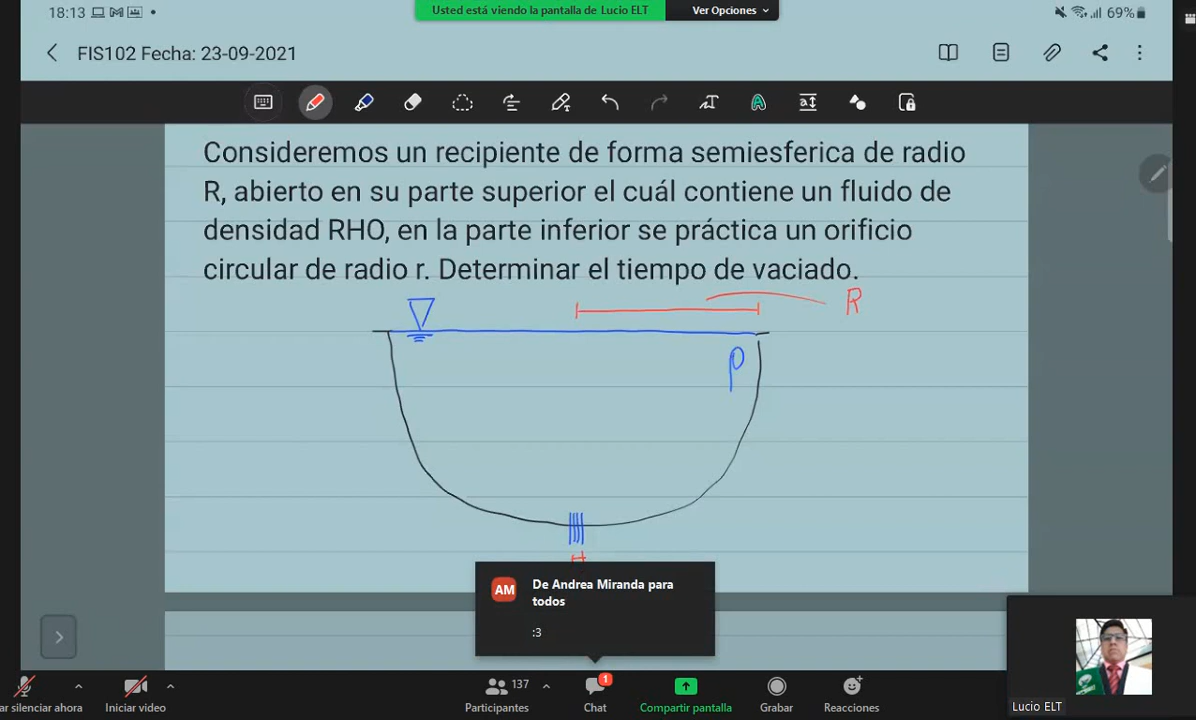 18:13
Usted está viendo la pantalla de Lucio ELT
Ver Opciones
69%
FIS102 Fecha: 23-09-2021
Consideremos un recipiente de forma semiesferica de radio
R, abierto en su parte superior el cuál contiene un fluido de
densidad RHO, en la parte inferior se práctica un orificio
circular de radio r. Determinar el tiempo de vaciado.
R
ρ
AM
De Andrea Miranda para
todos
:3
ar silenciar ahora
Iniciar video
137
Participantes
1
Chat
Compartir pantalla
Grabar
Reacciones
Lucio ELT